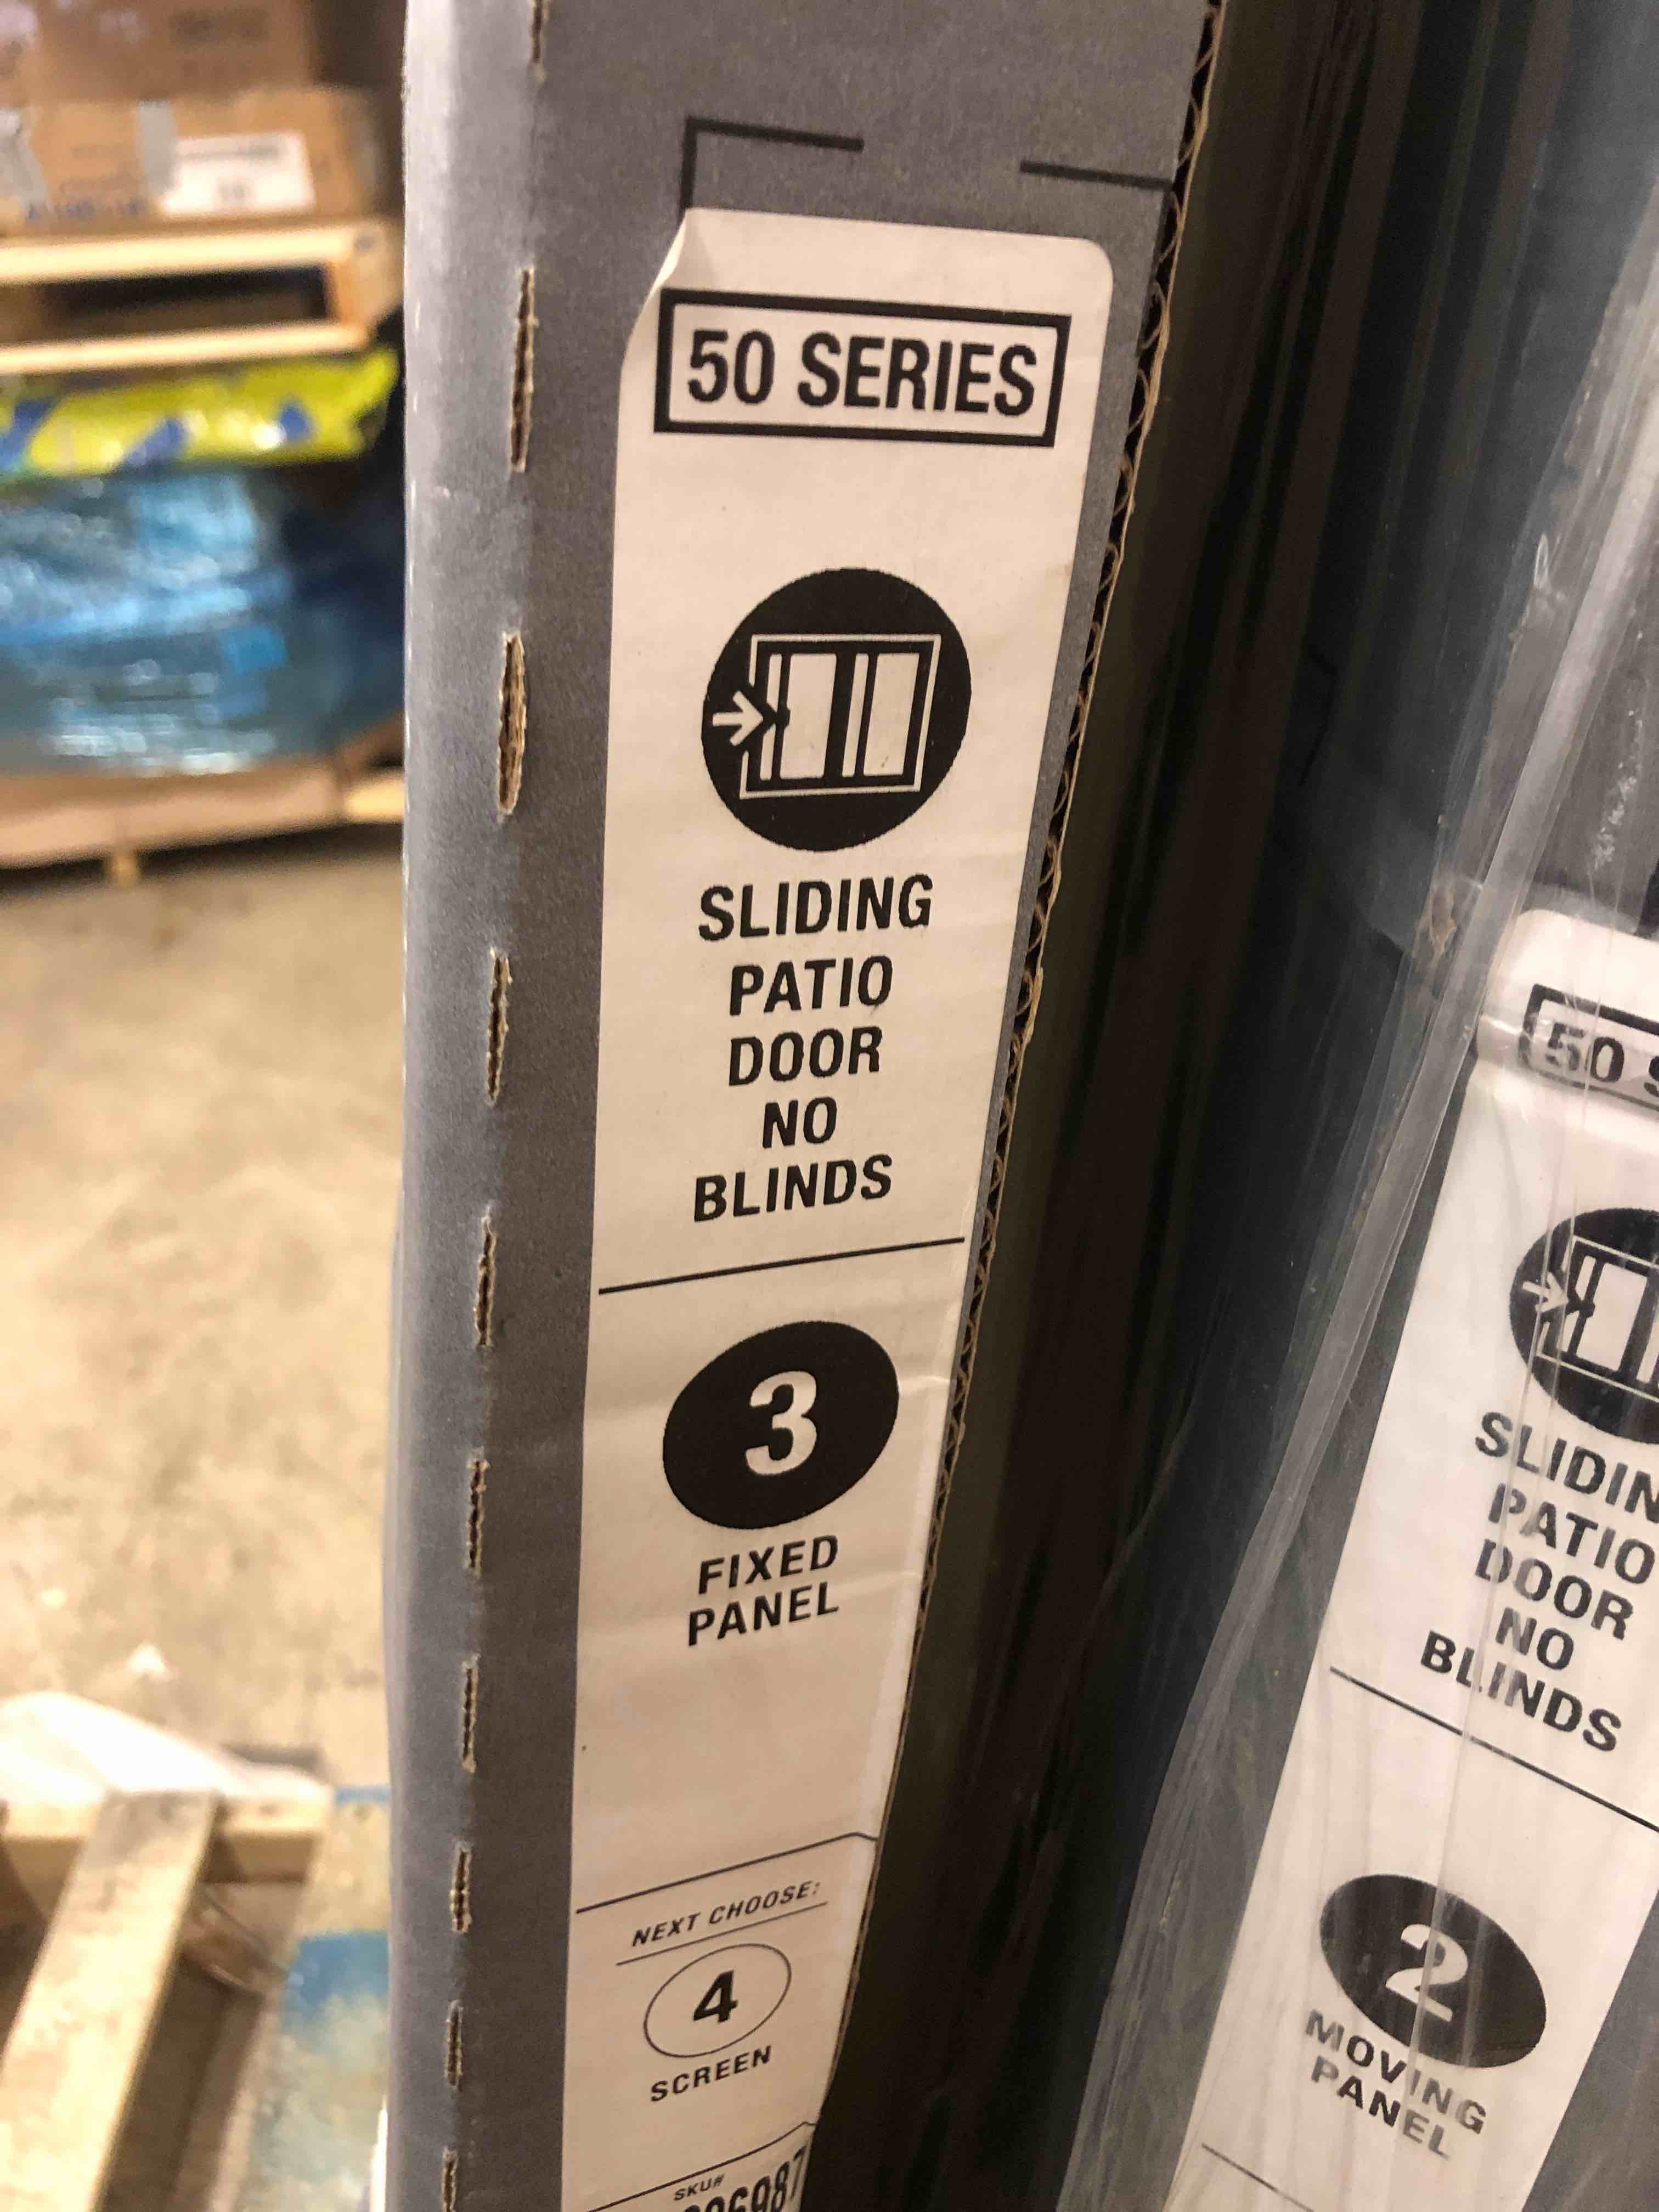 50 SERIES
SLIDING
PATIO
DOOR
NO
BLINDS
3
FIXED
PANEL
NEXT CHOOSE:
4
SCREEN
SKU#
50
SLIDIN
PATIO
DOOR
NO
BLINDS
2
MOVING
PANEL